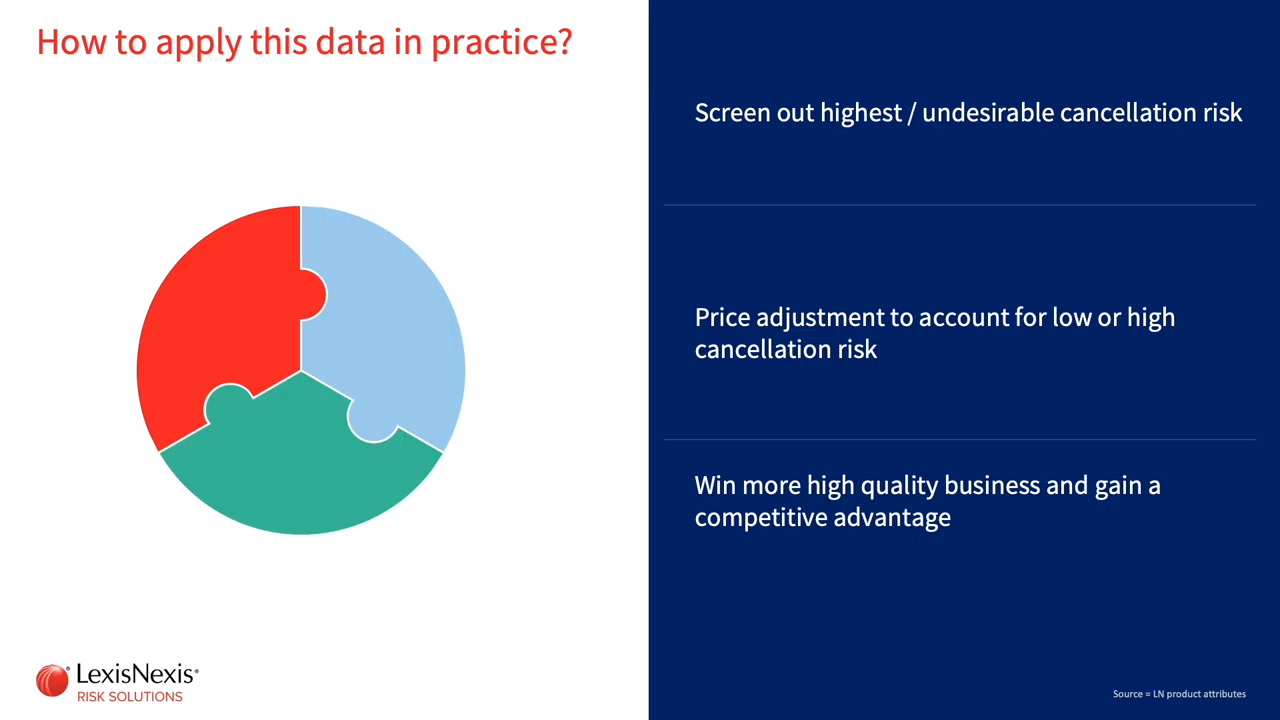 How to apply this data in practice?
Screen out highest / undesirable cancellation risk
Price adjustment to account for low or high
cancellation risk
Win more high quality business and gain a
competitive advantage
LexisNexis®
RISK SOLUTIONS
Source = LN product attributes